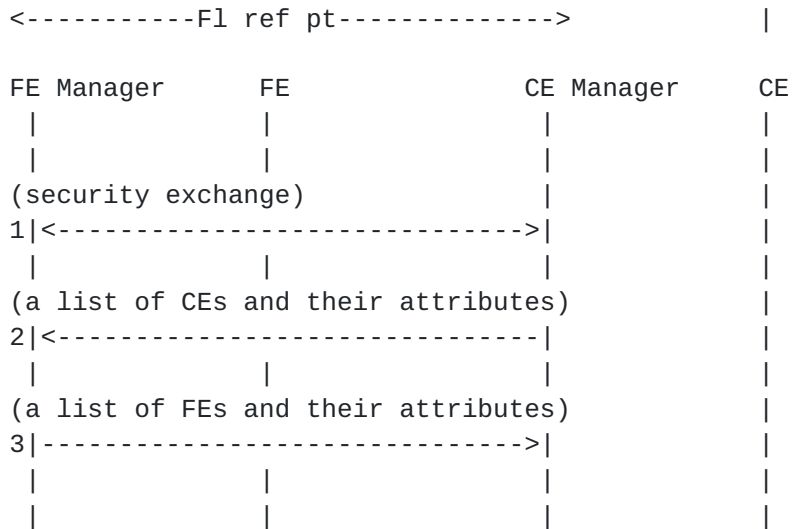 <-----------Fl ref pt-------------->            |
FE Manager      FE                CE Manager     CE
 |              |                 |             |
 |              |                 |             |
(security exchange)               |             |
1|<------------------------------>|             |
 |              |                 |             |
(a list of CEs and their attributes)            |
2|<-------------------------------|             |
 |              |                 |             |
(a list of FEs and their attributes)            |
3|------------------------------->|             |
 |              |                 |             |
 |              |                 |             |